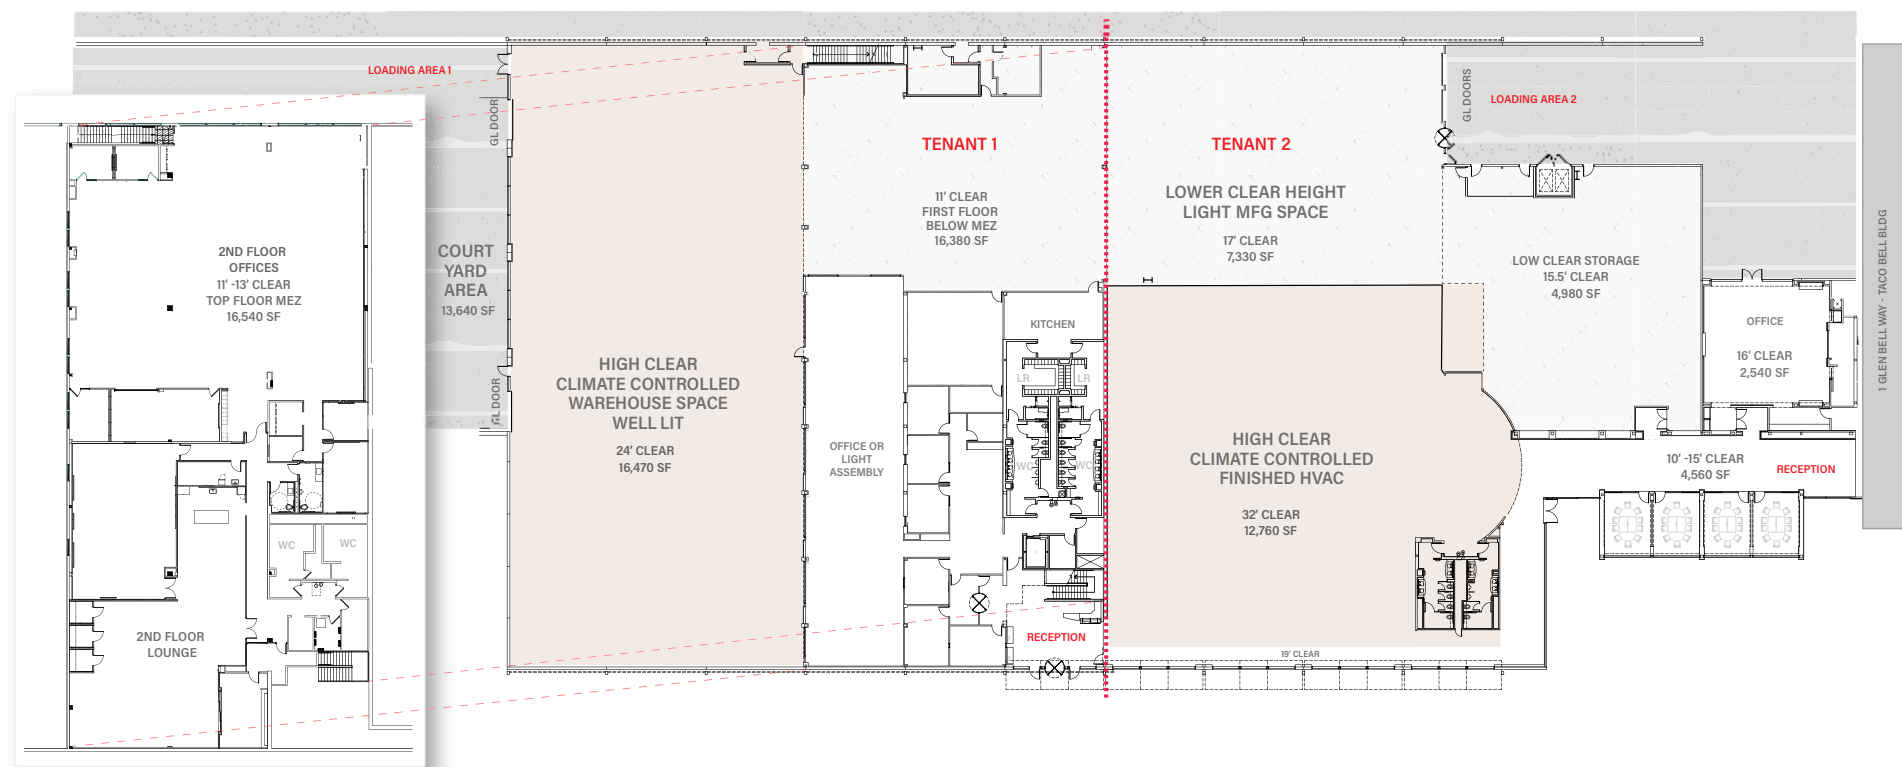 LOADING AREA 1
GL DOOR
COURT
YARD
AREA
13,640 SF
GL DOOR
2ND FLOOR
OFFICES
11' -13' CLEAR
TOP FLOOR MEZ
16,540 SF
WC
WC
2ND FLOOR
LOUNGE
HIGH CLEAR
CLIMATE CONTROLLED
WAREHOUSE SPACE
WELL LIT
24' CLEAR
16,470 SF
TENANT 1
11' CLEAR
FIRST FLOOR
BELOW MEZ
16,380 SF
KITCHEN
LR
LR
OFFICE OR
LIGHT
ASSEMBLY
WC
WC
RECEPTION
TENANT 2
LOWER CLEAR HEIGHT
LIGHT MFG SPACE
17' CLEAR
7,330 SF
HIGH CLEAR
CLIMATE CONTROLLED
FINISHED HVAC
32' CLEAR
12,760 SF
19' CLEAR
GL DOORS
LOADING AREA 2
LOW CLEAR STORAGE
15.5' CLEAR
4,980 SF
OFFICE
16' CLEAR
2,540 SF
10' -15' CLEAR
4,560 SF
RECEPTION
1 GLEN BELL WAY - TACO BELL BLDG